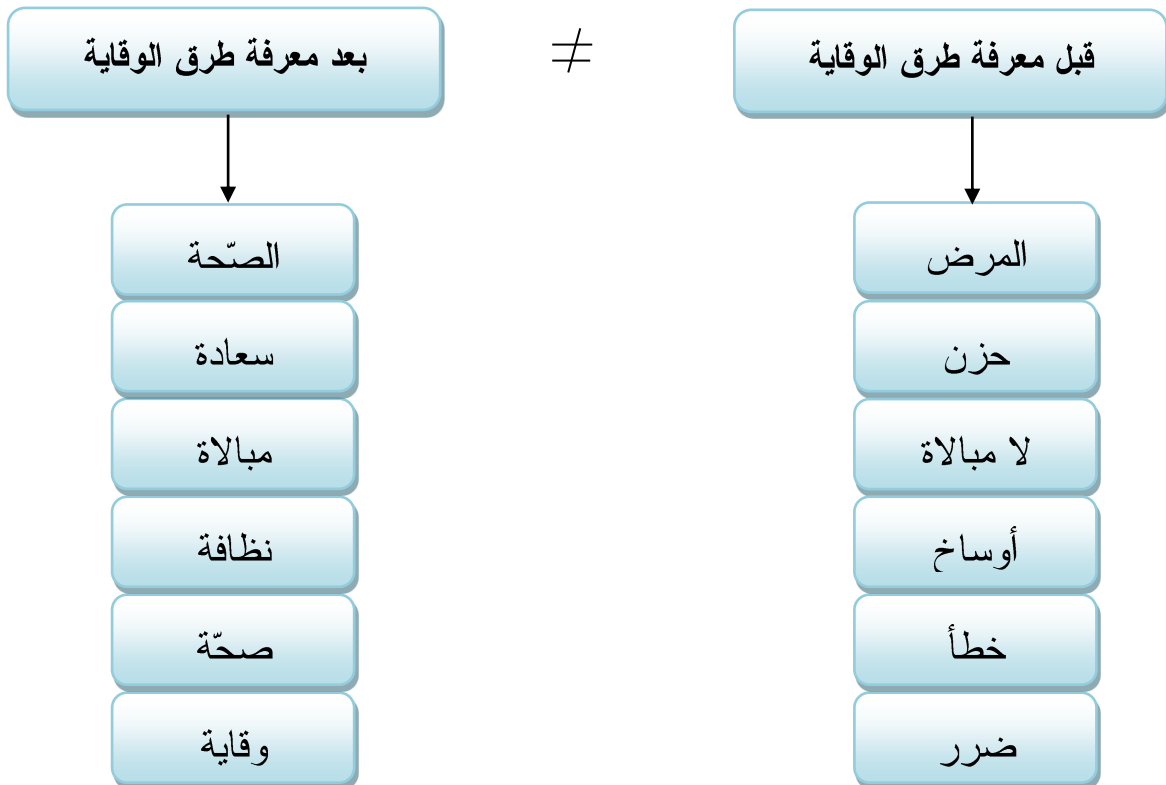 قبل معرفة طرق الوقاية
≠
بعد معرفة طرق الوقاية
المرض
حزن
لا مبالاة
أوساخ
خطأ
ضرر
الصّحة
سعادة
مبالاة
نظافة
صحّة
وقاية